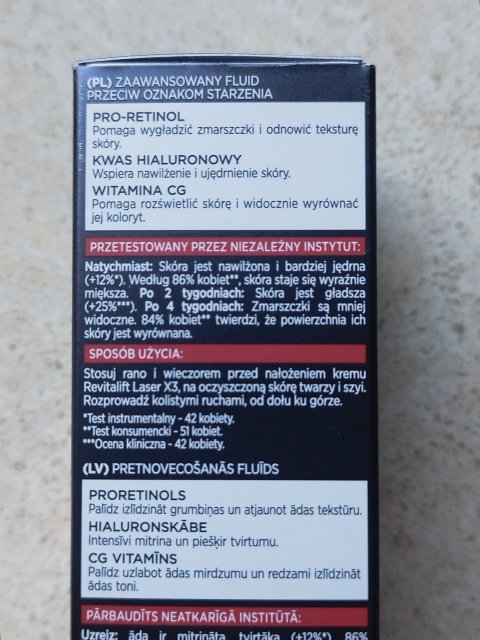 (PL) ZAAWANSOWANY FLUID
PRZECIW OZNAKOM STARZENIA
PRO-RETINOL
Pomaga wygładzić zmarszczki i odnowić teksturę
skóry.
KWAS HIALURONOWY
Wspiera nawilżenie i ujędrnienie skóry.
WITAMINA CG
Pomaga rozświetlić skórę i widocznie wyrównać
jej koloryt.
PRZETESTOWANY PRZEZ NIEZALEŻNY INSTYTUT:
Natychmiast: Skóra jest nawilżona i bardziej jędrna
(+12%*). Według 86% kobiet**, skóra staje się wyraźnie
miększa. Po 2 tygodniach: Skóra jest gładsza
(+25%***). Po 4 tygodniach: Zmarszczki są mniej
widoczne. 84% kobiet** twierdzi, że powierzchnia ich
skóry jest wyrównana.
SPOSÓB UŻYCIA:
Stosuj rano i wieczorem przed nałożeniem kremu
Revitalift Laser X3, na oczyszczoną skórę twarzy i szyi.
Rozprowadź kolistymi ruchami, od dołu ku górze.
*Test instrumentalny - 42 kobiety.
**Test konsumencki - 51 kobiet.
***Ocena kliniczna - 42 kobiety.
(LV) PRETNOVECOŠANĀS FLUĪDS
PRORETINOLS
Palīdz izlīdzināt grumbiņas un atjaunot ādas tekstūru.
HIALURONSKĀBE
Intensīvi mitrina un piešķir tvirtumu.
CG VITAMĪNS
Palīdz uzlabot ādas mirdzumu un redzami izlīdzināt
ādas toni.
PĀRBAUDĪTS NEATKARĪGĀ INSTITŪTĀ:
Uzreiz: āda ir mitrināta, tvirtāka (+12%*). 86%